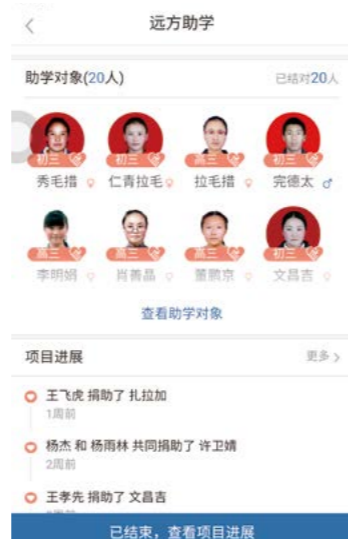 远方助学
助学对象(20人) 已结对20人
初三 初三 高三 初三
秀毛措 仁青拉毛 拉毛措 完德太
高三 高三 高三 初三
李明娟 肖善晶 董鹏京 文昌吉
查看助学对象
项目进展 更多
王飞虎 捐助了 扎拉加
1周前
杨杰 和 杨雨林 共同捐助了 许卫婧
2周前
王孝先 捐助了 文昌吉
已结束，查看项目进展